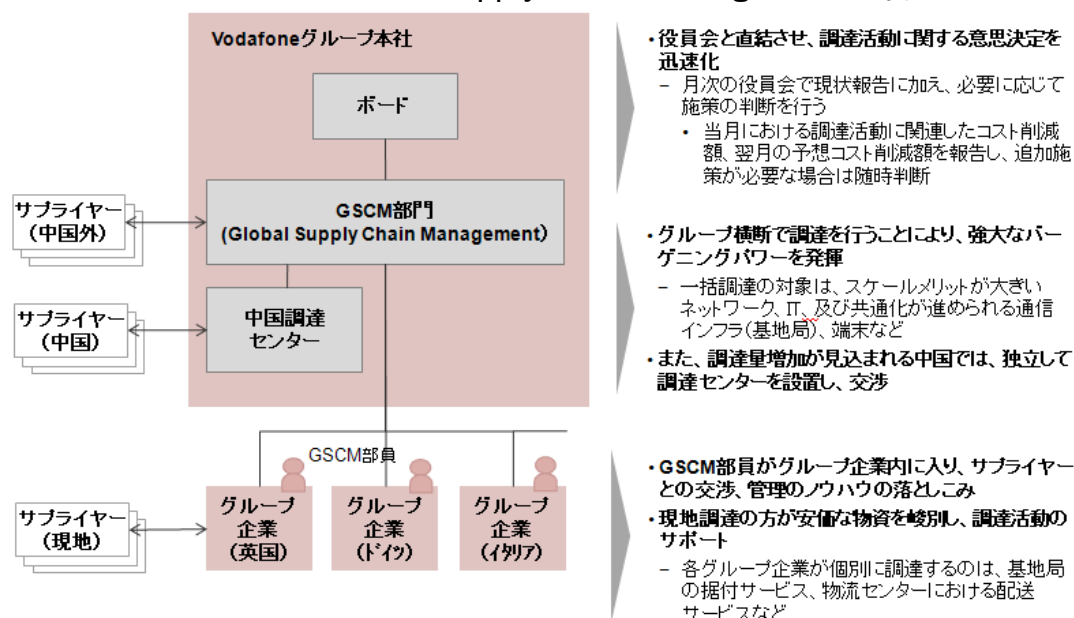 Vodafoneグループ本社
ボード
GSCM部門
(Global Supply Chain Management)
中国調達
センター
サプライヤー
(中国外)
サプライヤー
(中国)
GSCM部員
サプライヤー
(現地)
グループ
企業
(英国)
グループ
企業
(ドイツ)
グループ
企業
(イタリア)
・役員会と直結させ、調達活動に関する意思決定を
迅速化
− 月次の役員会で現状報告に加え、必要に応じて
施策の判断を行う
• 当月における調達活動に関連したコスト削減
額、翌月の予想コスト削減額を報告し、追加施
策が必要な場合は随時判断
・グループ横断で調達を行うことにより、強大なバー
ゲニングパワーを発揮
− 一括調達の対象は、スケールメリットが大きい
ネットワーク、IT、及び共通化が進められる通信
インフラ(基地局)、端末など
・また、調達量増加が見込まれる中国では、独立して
調達センターを設置し、交渉
・GSCM部員がグループ企業内に入り、サプライヤー
との交渉、管理のノウハウの落としこみ
・現地調達の方が安価な物資を峻別し、調達活動の
サポート
− 各グループ企業が個別に調達するのは、基地局
の据付サービス、物流センターにおける配送
サービスなど